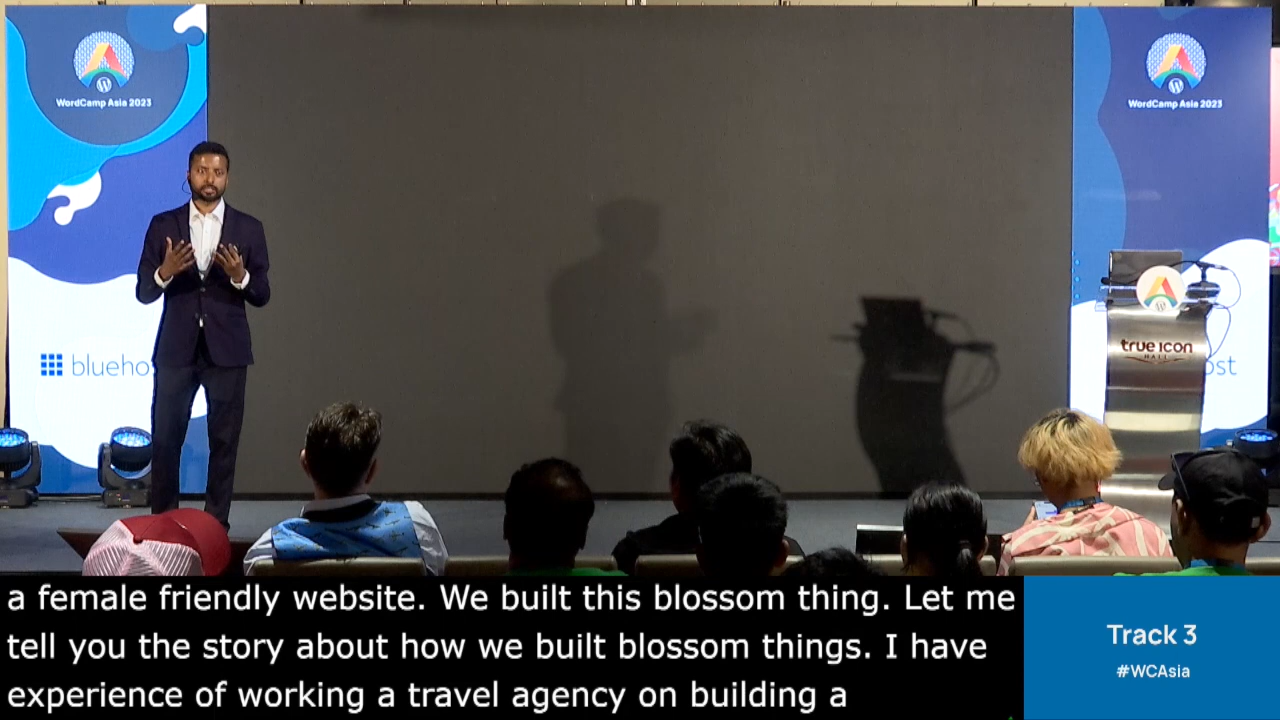 WordCamp Asia 2023
WordCamp Asia 2023
bluehos
true icon
HALL
ost
a female friendly website. We built this blossom thing. Let me
tell you the story about how we built blossom things. I have
experience of working a travel agency on building a
Track 3
#WCAsia